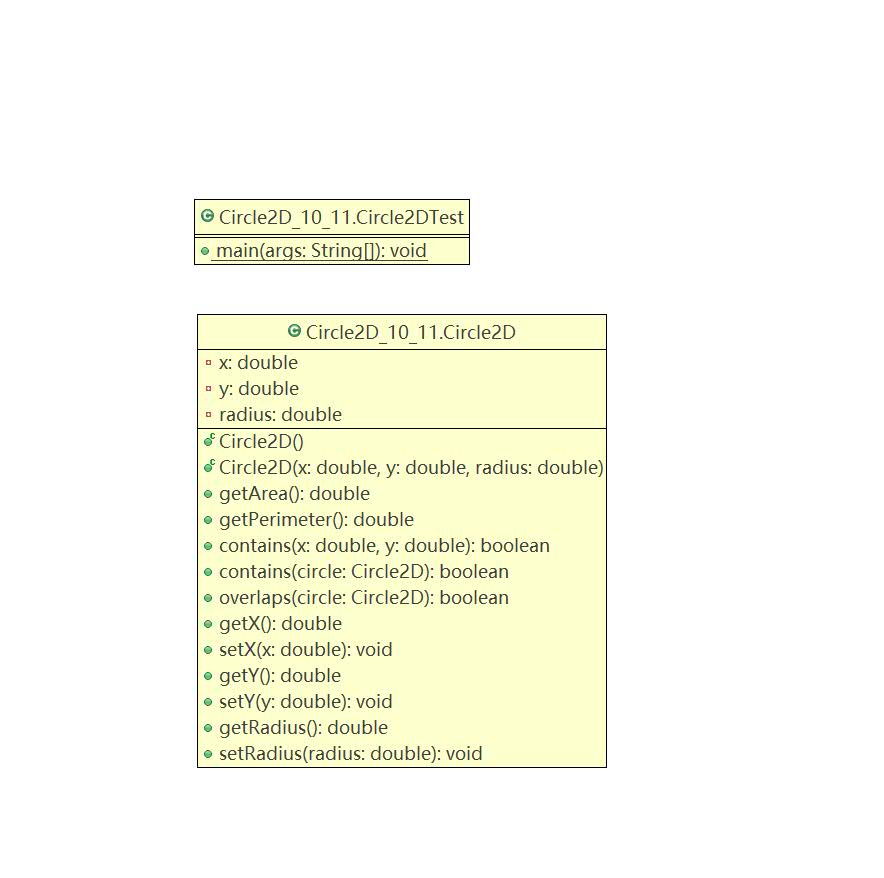 Circle2D_10_11.Circle2DTest
main(args: String[]): void
Circle2D_10_11.Circle2D
x: double
y: double
radius: double
Circle2D()
Circle2D(x: double, y: double, radius: double)
getArea(): double
getPerimeter(): double
contains(x: double, y: double): boolean
contains(circle: Circle2D): boolean
overlaps(circle: Circle2D): boolean
getX(): double
setX(x: double): void
getY(): double
setY(y: double): void
getRadius(): double
setRadius(radius: double): void